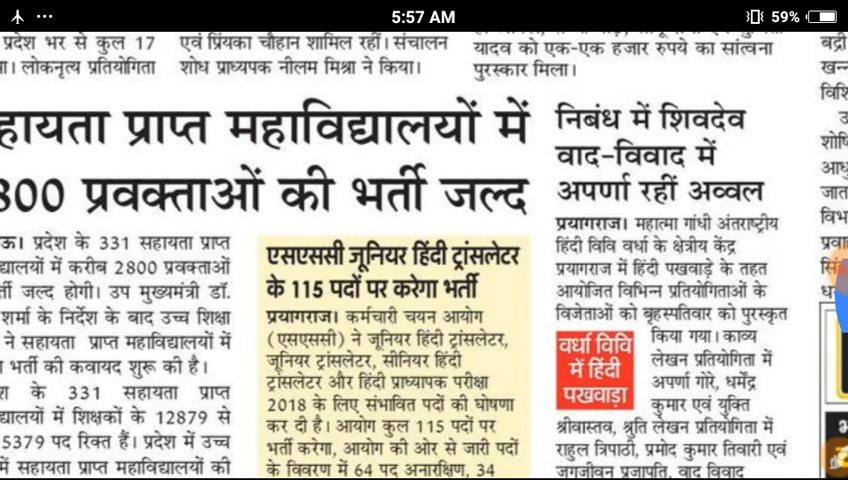 5:57 AM
59%
प्रदेश भर से कुल 17
ा। लोकनृत्य प्रतियोगिता
एवं प्रियंका चौहान शामिल रहीं। संचालन
शोध प्राध्यपक नीलम मिश्रा ने किया।
यादव को एक-एक हजार रुपये का सांत्वना
पुरस्कार मिला।
हायता प्राप्त महाविद्यालयों में
800 प्रवक्ताओं की भर्ती जल्द
ऊ। प्रदेश के 331 सहायता प्राप्त
द्यालयों में करीब 2800 प्रवक्ताओं
र्ती जल्द होगी। उप मुख्यमंत्री डॉ.
शर्मा के निर्देश के बाद उच्च शिक्षा
ने सहायता प्राप्त महाविद्यालयों में
भर्ती की कवायद शुरू की है।
श के 331 सहायता प्राप्त
द्यालयों में शिक्षकों के 12879 से
5379 पद रिक्त हैं। प्रदेश में उच्च
में सहायता प्राप्त महाविद्यालयों की
एसएससी जूनियर हिंदी ट्रांसलेटर
के 115 पदों पर करेगा भर्ती
प्रयागराज। कर्मचारी चयन आयोग
(एसएससी) ने जूनियर हिंदी ट्रांसलेटर,
जूनियर ट्रांसलेटर, सीनियर हिंदी
ट्रांसलेटर और हिंदी प्राध्यापक परीक्षा
2018 के लिए संभावित पदों की घोषणा
कर दी है। आयोग कुल 115 पदों पर
भर्ती करेगा, आयोग की ओर से जारी पदों
के विवरण में 64 पद अनारक्षण, 34
निबंध में शिवदेव
वाद-विवाद में
अपर्णा रहीं अव्वल
प्रयागराज। महात्मा गांधी अंतराष्ट्रीय
हिंदी विवि वर्धा के क्षेत्रीय केंद्र
प्रयागराज में हिंदी पखवाड़े के तहत
आयोजित विभिन्न प्रतियोगिताओं के
विजेताओं को बृहस्पतिवार को पुरस्कृत
किया गया। काव्य
लेखन प्रतियोगिता में
अपर्णा गोरे, धर्मेंद्र
कुमार एवं युक्ति
वर्धा विवि
में हिंदी
पखवाड़ा
श्रीवास्तव, श्रुति लेखन प्रतियोगिता में
राहुल त्रिपाठी, प्रमोद कुमार तिवारी एवं
जगजीवन प्रजापति, वाद विवाद